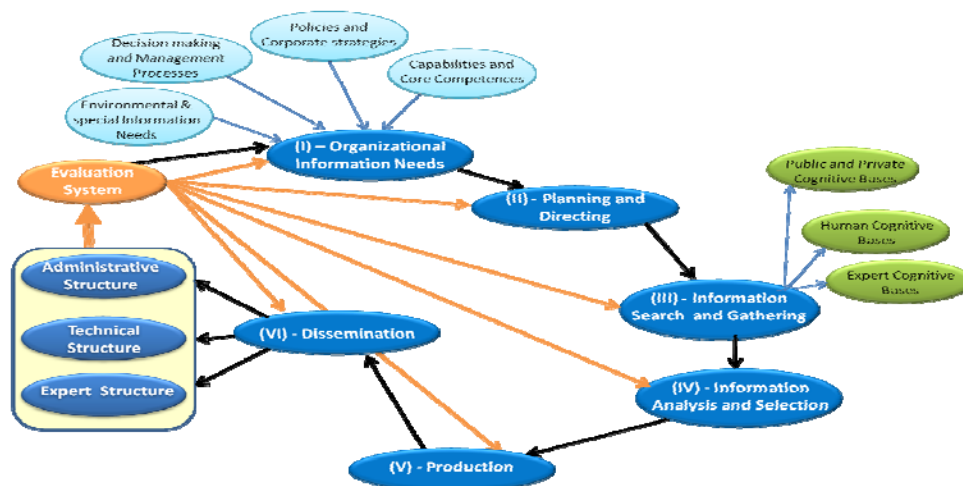 Policies and
Corporate strategies
Decision making
and Management
Processes
Capabilities and
Core Competences
Environmental &
special Information
Needs
(I) – Organizational
Information Needs
Evaluation
System
Public and Private
Cognitive Bases
(II) - Planning and
Directing
Human Cognitive
Bases
Expert Cognitive
Bases
Administrative
Structure
(III) - Information
Search and Gathering
Technical
Structure
(VI) - Dissemination
Expert Structure
(IV) - Information
Analysis and Selection
(V) - Production